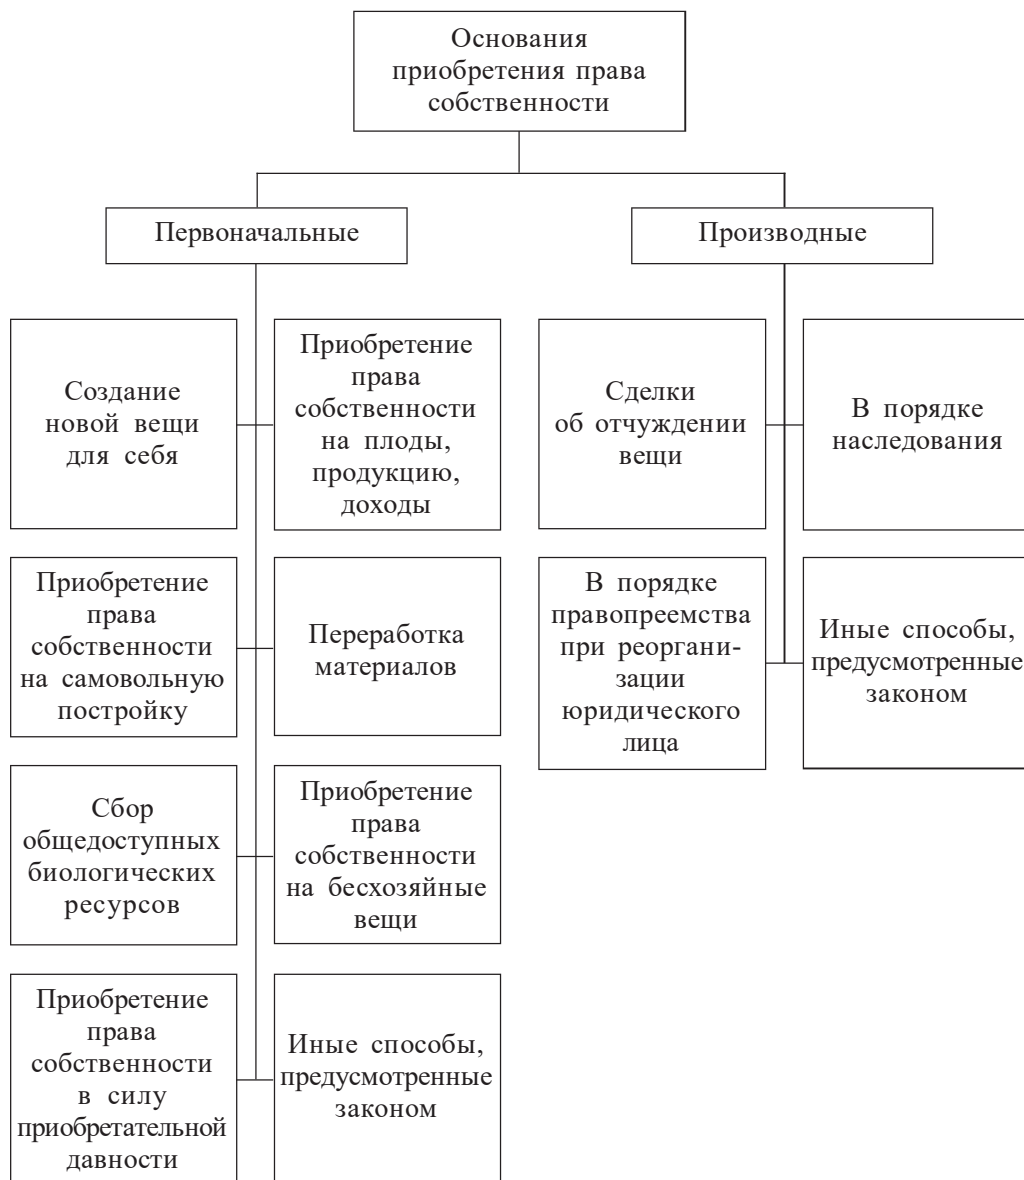 Основания
приобретения права
собственности
Первоначальные
Производные
Создание
новой вещи
для себя
Приобретение
права
собственности
на плоды,
продукцию,
доходы
Сделки
об отчуждении
вещи
В порядке
наследования
Приобретение
права
собственности
на самовольную
постройку
Переработка
материалов
В порядке
правопреемства
при реоргани-
зации
юридического
лица
Иные способы,
предусмотренные
законом
Сбор
общедоступных
биологических
ресурсов
Приобретение
права
собственности
на бесхозяйные
вещи
Приобретение
права
собственности
в силу
приобретательной
давности
Иные способы,
предусмотренные
законом